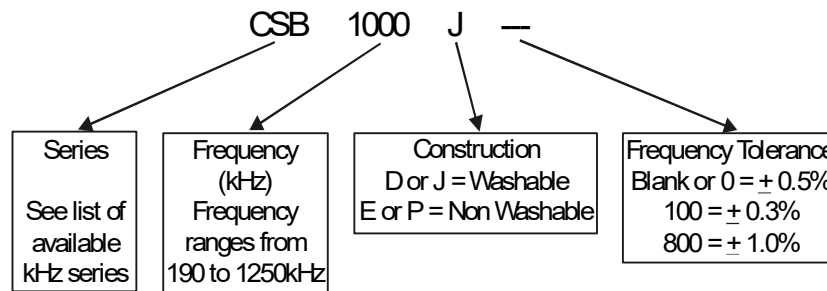 CSB 1000 J ---
Series
See list of
available
kHz series
Frequency
(kHz)
Frequency
ranges from
190 to 1250kHz
Construction
D or J = Washable
E or P = Non Washable
Frequency Tolerance
Blank or 0 = ± 0.5%
100 = ± 0.3%
800 = ± 1.0%